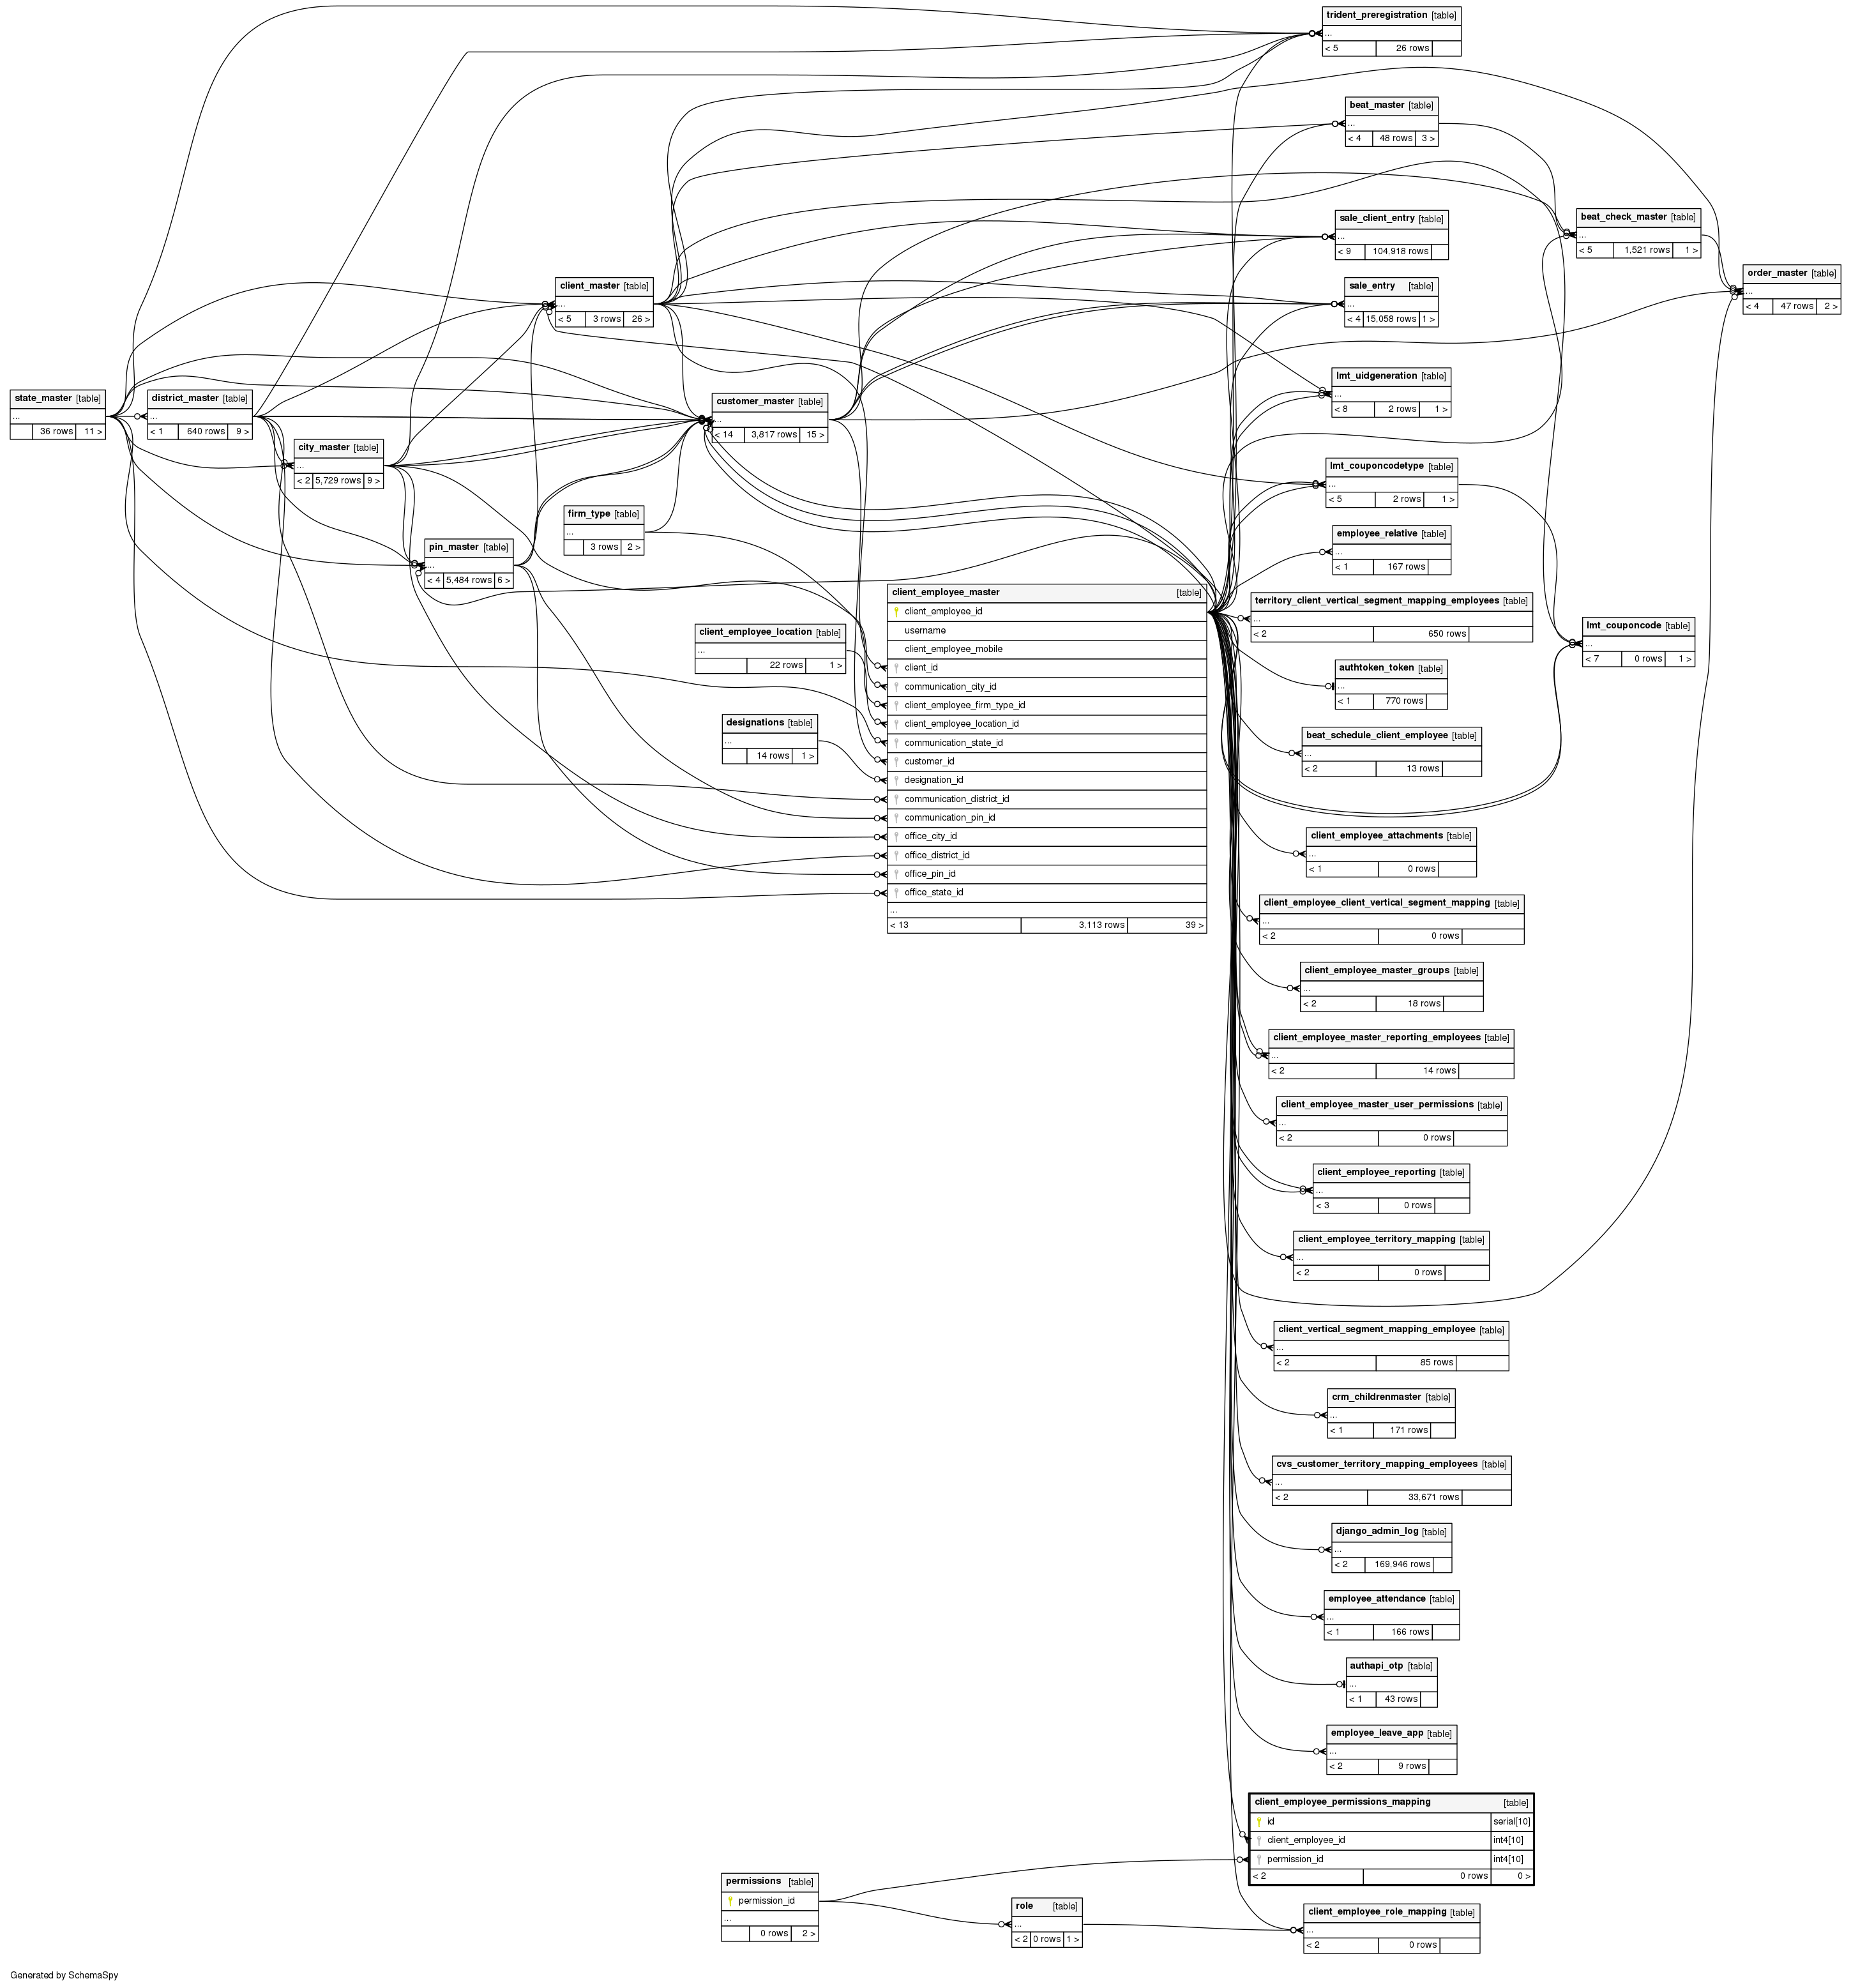 trident_preregistration [table]
...
< 5 26 rows
beat_master [table]
...
< 4 48 rows 3 >
sale_client_entry [table]
...
< 9 104,918 rows
beat_check_master [table]
...
< 5 1,521 rows 1 >
order_master [table]
...
< 4 47 rows 2 >
client_master [table]
...
< 5 3 rows 26 >
sale_entry [table]
...
< 4 15,058 rows 1 >
lmt_uidgeneration [table]
...
< 8 2 rows 1 >
state_master [table]
...
36 rows 11 >
district_master [table]
...
< 1 640 rows 9 >
customer_master [table]
...
< 14 3,817 rows 15 >
city_master [table]
...
< 2 5,729 rows 9 >
lmt_couponcodetype [table]
...
< 5 2 rows 1 >
firm_type [table]
...
3 rows 2 >
employee_relative [table]
...
< 1 167 rows
pin_master [table]
...
< 4 5,484 rows 6 >
client_employee_master [table]
client_employee_id
username
client_employee_mobile
client_id
communication_city_id
client_employee_firm_type_id
client_employee_location_id
communication_state_id
customer_id
designation_id
communication_district_id
communication_pin_id
office_city_id
office_district_id
office_pin_id
office_state_id
...
< 13 3,113 rows 39 >
territory_client_vertical_segment_mapping_employees [table]
...
< 2 650 rows
lmt_couponcode [table]
...
< 7 0 rows 1 >
client_employee_location [table]
...
22 rows 1 >
authtoken_token [table]
...
< 1 770 rows
designations [table]
...
14 rows 1 >
beat_schedule_client_employee [table]
...
< 2 13 rows
client_employee_attachments [table]
...
< 1 0 rows
client_employee_client_vertical_segment_mapping [table]
...
< 2 0 rows
client_employee_master_groups [table]
...
< 2 18 rows
client_employee_master_reporting_employees [table]
...
< 2 14 rows
client_employee_master_user_permissions [table]
...
< 2 0 rows
client_employee_reporting [table]
...
< 3 0 rows
client_employee_territory_mapping [table]
...
< 2 0 rows
client_vertical_segment_mapping_employee [table]
...
< 2 85 rows
crm_childrenmaster [table]
...
< 1 171 rows
cvs_customer_territory_mapping_employees [table]
...
< 2 33,671 rows
django_admin_log [table]
...
< 2 169,946 rows
employee_attendance [table]
...
< 1 166 rows
authapi_otp [table]
...
< 1 43 rows
employee_leave_app [table]
...
< 2 9 rows
client_employee_permissions_mapping [table]
id serial[10]
client_employee_id int4[10]
permission_id int4[10]
< 2 0 rows 0 >
permissions [table]
permission_id
...
0 rows 2 >
role [table]
...
< 2 0 rows 1 >
client_employee_role_mapping [table]
...
< 2 0 rows
Generated by SchemaSpy